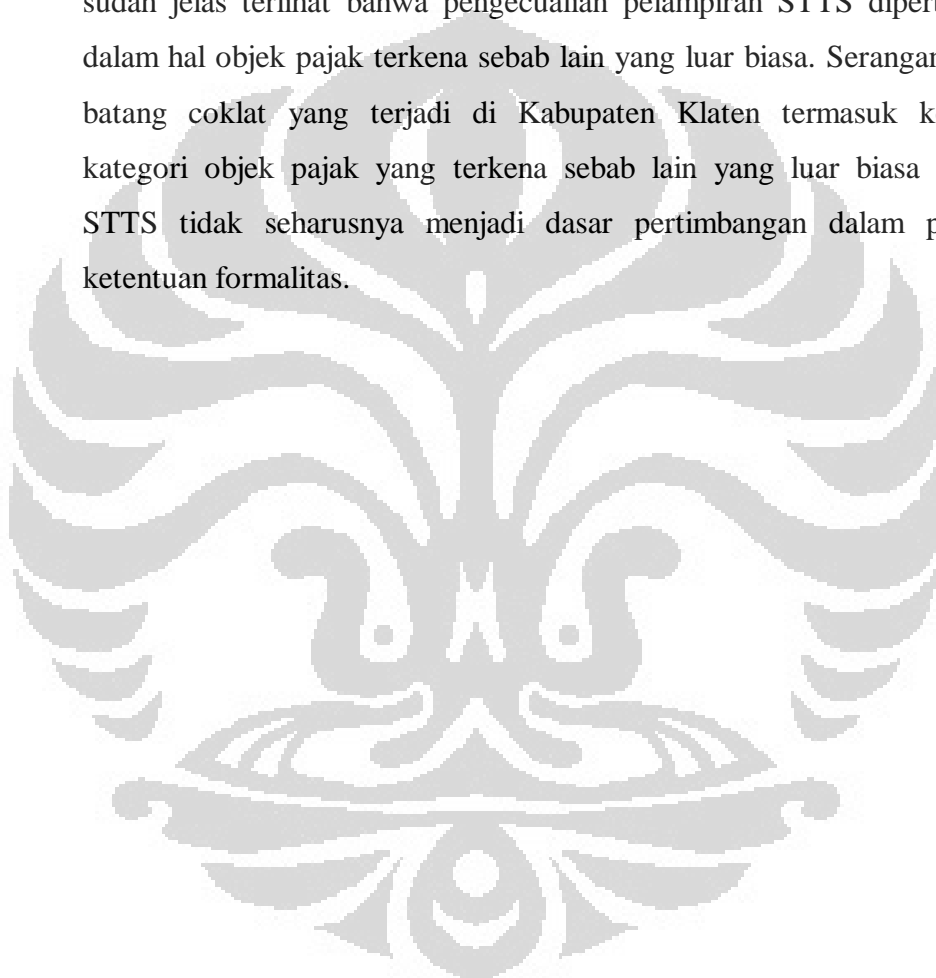 sudah jelas terlihat bahwa pengecualian pelampiran STTS
dalam hal objek pajak terkena sebab lain yang luar biasa. Serangan
batang coklat yang terjadi di Kabupaten Klaten termasuk
kategori objek pajak yang terkena sebab lain yang luar biasa
STTS tidak seharusnya menjadi dasar pertimbangan dalam
ketentuan formalitas.